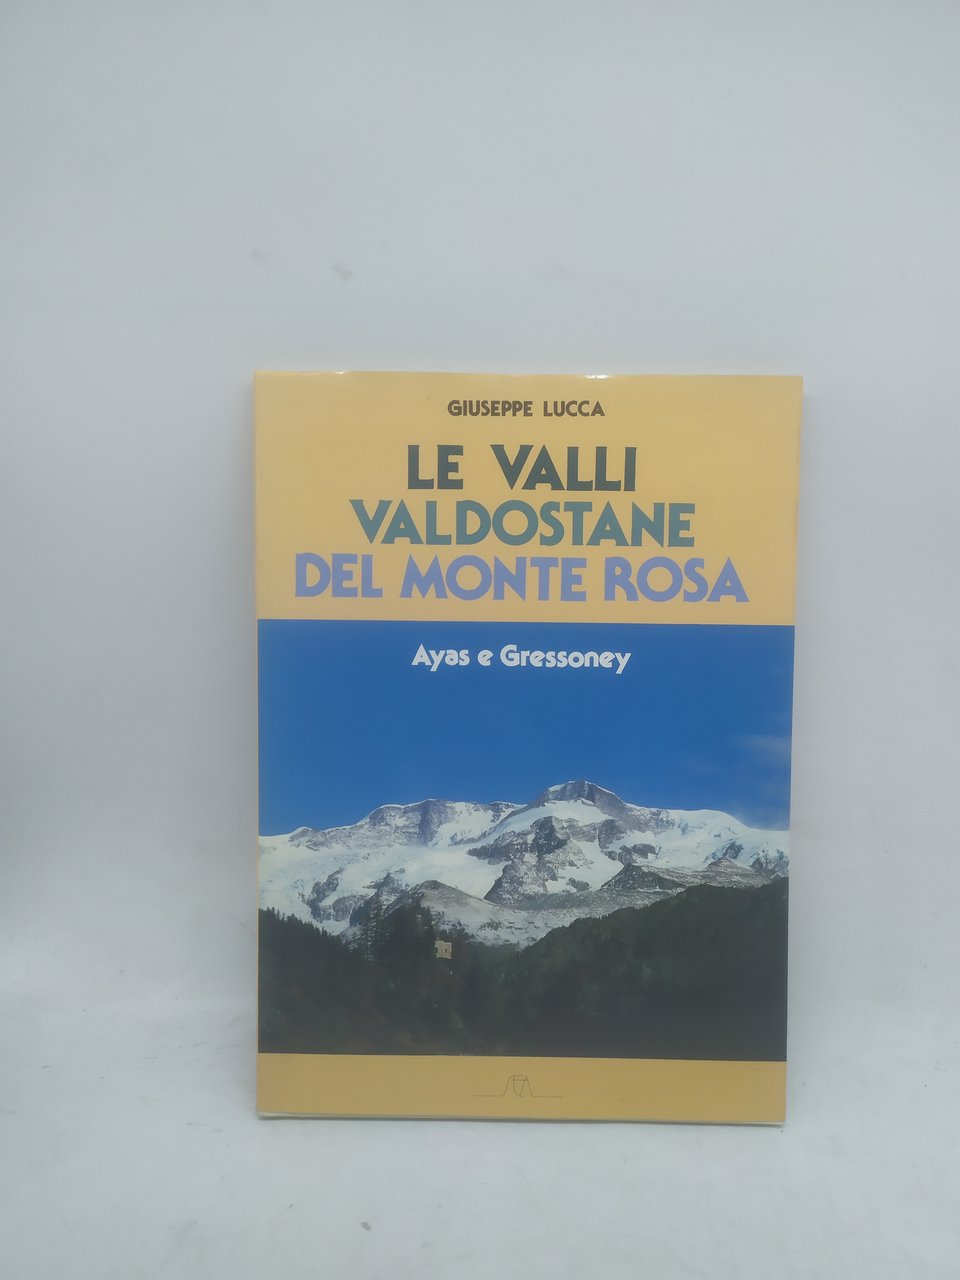 GIUSEPPE LUCCA
LE VALLI
VALDOSTANE
DEL MONTE ROSA
Ayas e Gressoney
SEA